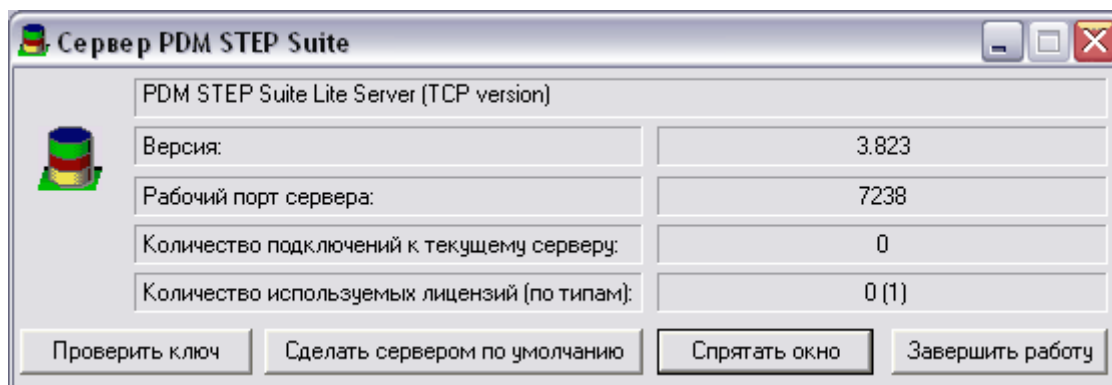 Сервер PDM STEP Suite
PDM STEP Suite Lite Server (TCP version)
Версия: 3.823
Рабочий порт сервера: 7238
Количество подключений к текущему серверу: 0
Количество используемых лицензий (по типам): 0 (1)
Проверить ключ Сделать сервером по умолчанию Спрятать окно Завершить работу